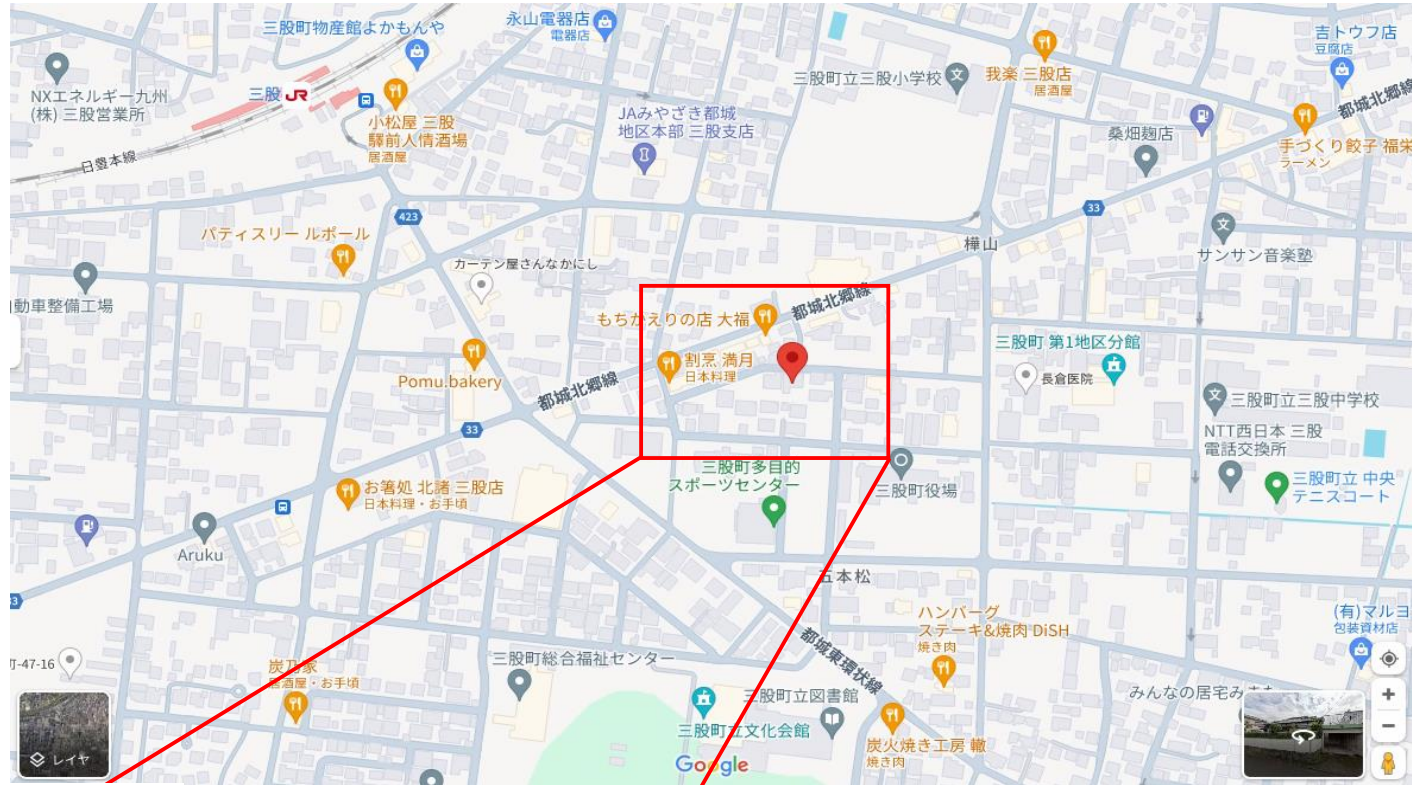 三股町物産館よかもんや
永山電器店
電器店
吉トウフ店
豆腐店
三股町立三股小学校
我楽 三股店
居酒屋
NXエネルギー九州
(株) 三股営業所
三股 JR
小松屋 三股
驛前人情酒場
居酒屋
JAみやざき都城
地区本部 三股支店
都城北郷線
桑畑麹店
手づくり餃子 福栄
ラーメン
日豊本線
33
423
パティスリー ルポール
樺山
サンサン音楽塾
カーテン屋さんなかにし
動車整備工場
もちかえりの店 大福
都城北郷線
三股町 第1地区分館
割烹 満月
日本料理
長倉医院
Pomu.bakery
都城北郷線
三股町立三股中学校
33
NTT西日本 三股
電話交換所
三股町多目的
スポーツセンター
三股町役場
三股町立 中央
テニスコート
お箸処 北諸 三股店
日本料理・お手頃
Aruku
五本松
ハンバーグ
ステーキ&焼肉 DiSH
焼き肉
(有)マルヨ
包装資材店
都城東環状線
三股町総合福祉センター
-47-16
炭乃家
居酒屋・お手頃
三股町立図書館
みんなの居宅み
三股町立文化会館
炭火焼き工房 轍
焼き肉
レイヤ
Google